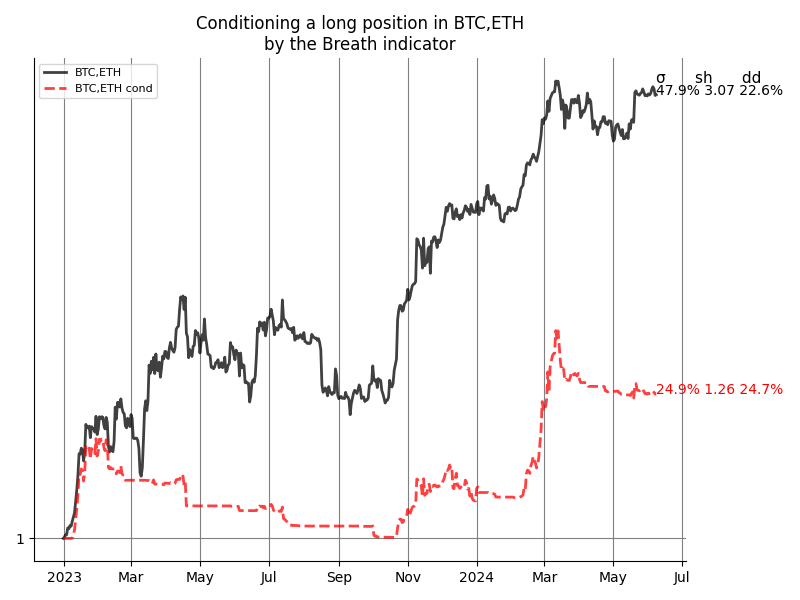 Conditioning a long position in BTC,ETH
by the Breath indicator
BTC,ETH
BTC,ETH cond
σ sh dd
47.9% 3.07 22.6%
24.9% 1.26 24.7%
1
2023 Mar May Jul Sep Nov 2024 Mar May Jul